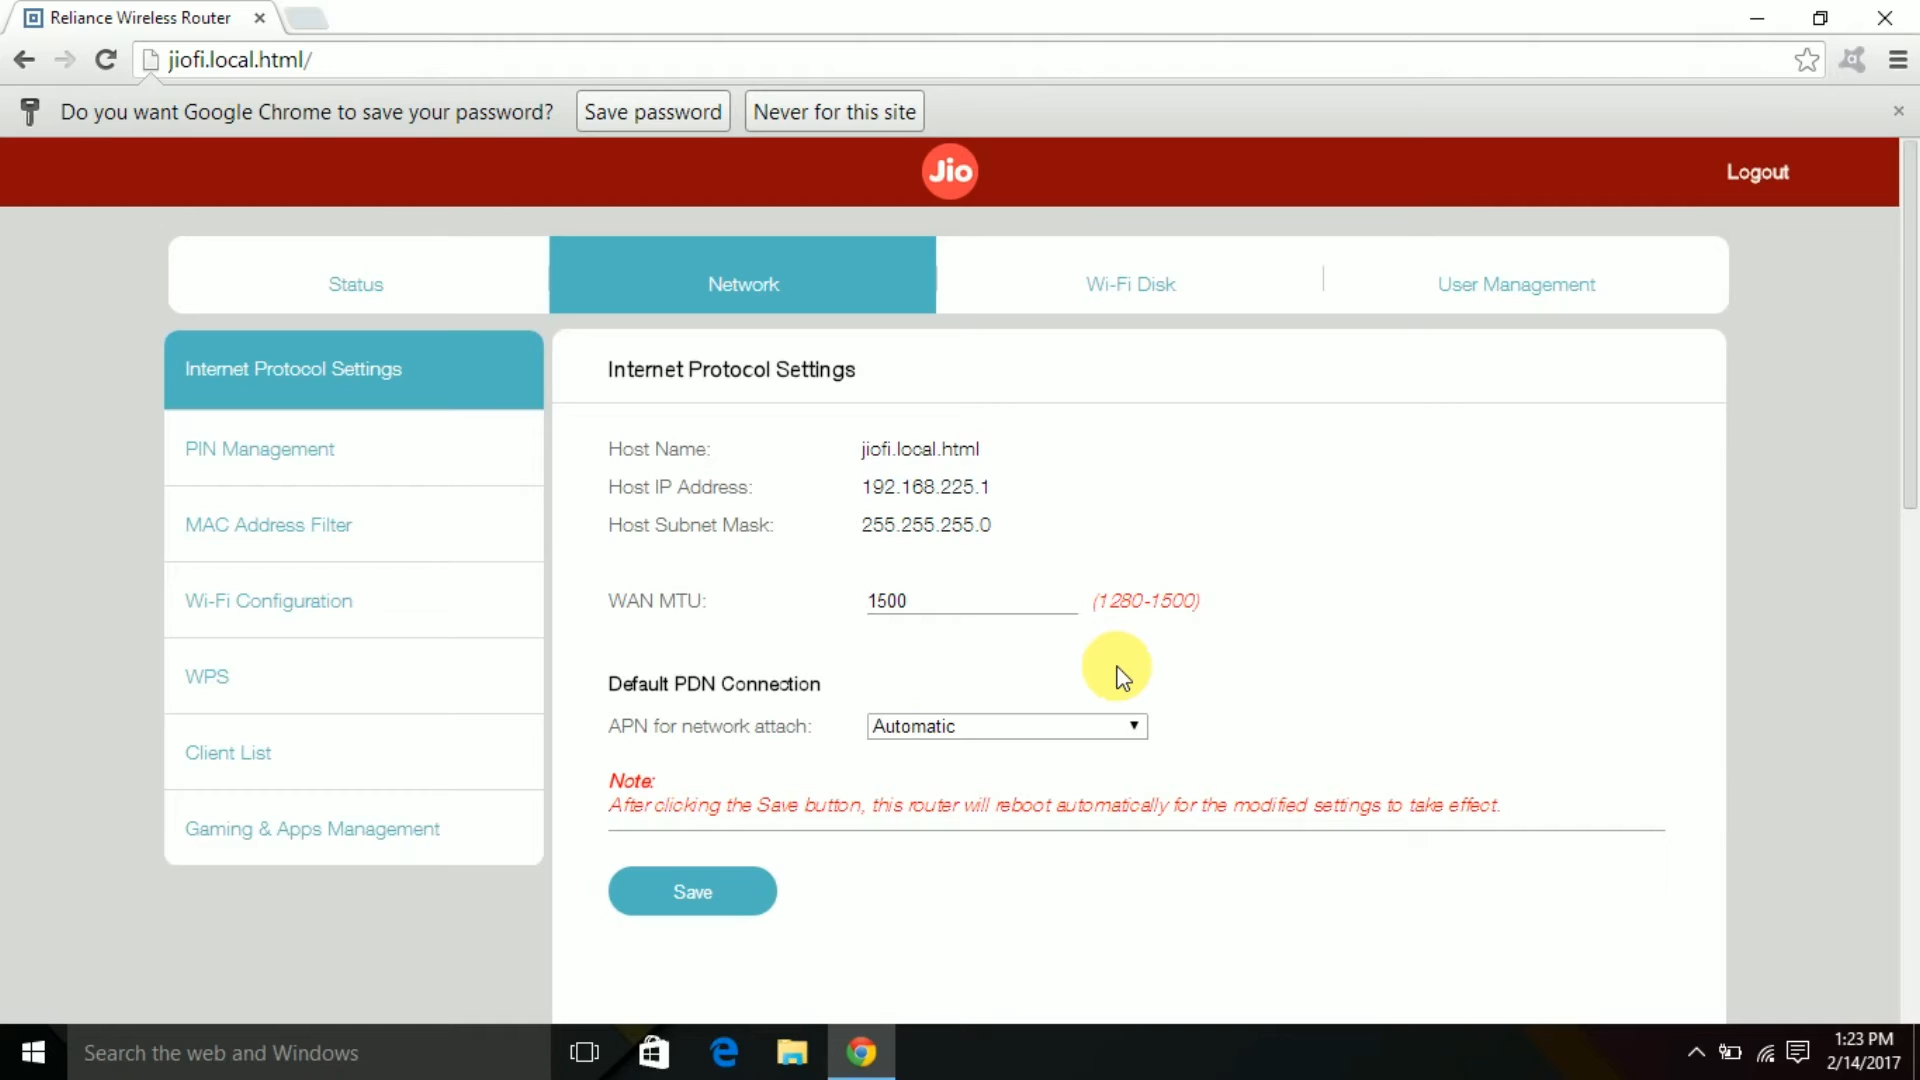 Reliance Wireless Router
jiofi.local.html/
Do you want Google Chrome to save your password? Save password Never for this site
Jio
Logout
Status Network Wi-Fi Disk User Management
Internet Protocol Settings
PIN Management
MAC Address Filter
Wi-Fi Configuration
WPS
Client List
Gaming & Apps Management
Internet Protocol Settings
Host Name: jiofi.local.html
Host IP Address: 192.168.225.1
Host Subnet Mask: 255.255.255.0
WAN MTU: 1500 (1280-1500)
Default PDN Connection
APN for network attach: Automatic
Note:
After clicking the Save button, this router will reboot automatically for the modified settings to take effect.
Save
Search the web and Windows
1:23 PM
2/14/2017